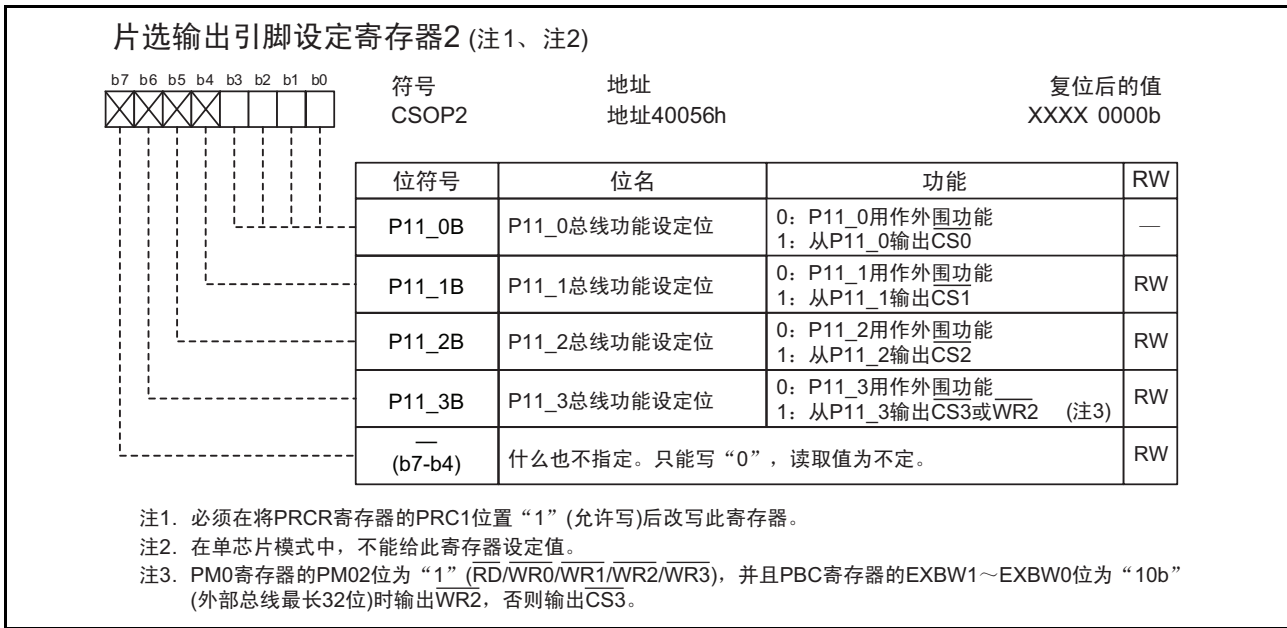 片选输出引脚设定寄存器2 (注1、注2)
b7 b6 b5 b4 b3 b2 b1 b0
符号 地址 复位后的值
CSOP2 地址40056h XXXX 0000b
位符号 位名 功能 RW
P11_0B P11_0总线功能设定位 0：P11_0用作外围功能
1：从P11_0输出C̅S̅0̅ —
P11_1B P11_1总线功能设定位 0：P11_1用作外围功能
1：从P11_1输出C̅S̅1̅ RW
P11_2B P11_2总线功能设定位 0：P11_2用作外围功能
1：从P11_2输出C̅S̅2̅ RW
P11_3B P11_3总线功能设定位 0：P11_3用作外围功能
1：从P11_3输出C̅S̅3̅或W̅R̅2̅ (注3) RW
—
(b7-b4) 什么也不指定。只能写“0”，读取值为不定。 RW
注1. 必须在将PRCR寄存器的PRC1位置“1”(允许写)后改写此寄存器。
注2. 在单芯片模式中，不能给此寄存器设定值。
注3. PM0寄存器的PM02位为“1”(R̅D̅/W̅R̅0̅/W̅R̅1̅/W̅R̅2̅/W̅R̅3̅)，并且PBC寄存器的EXBW1～EXBW0位为“10b”
(外部总线最长32位)时输出W̅R̅2̅，否则输出C̅S̅3̅。